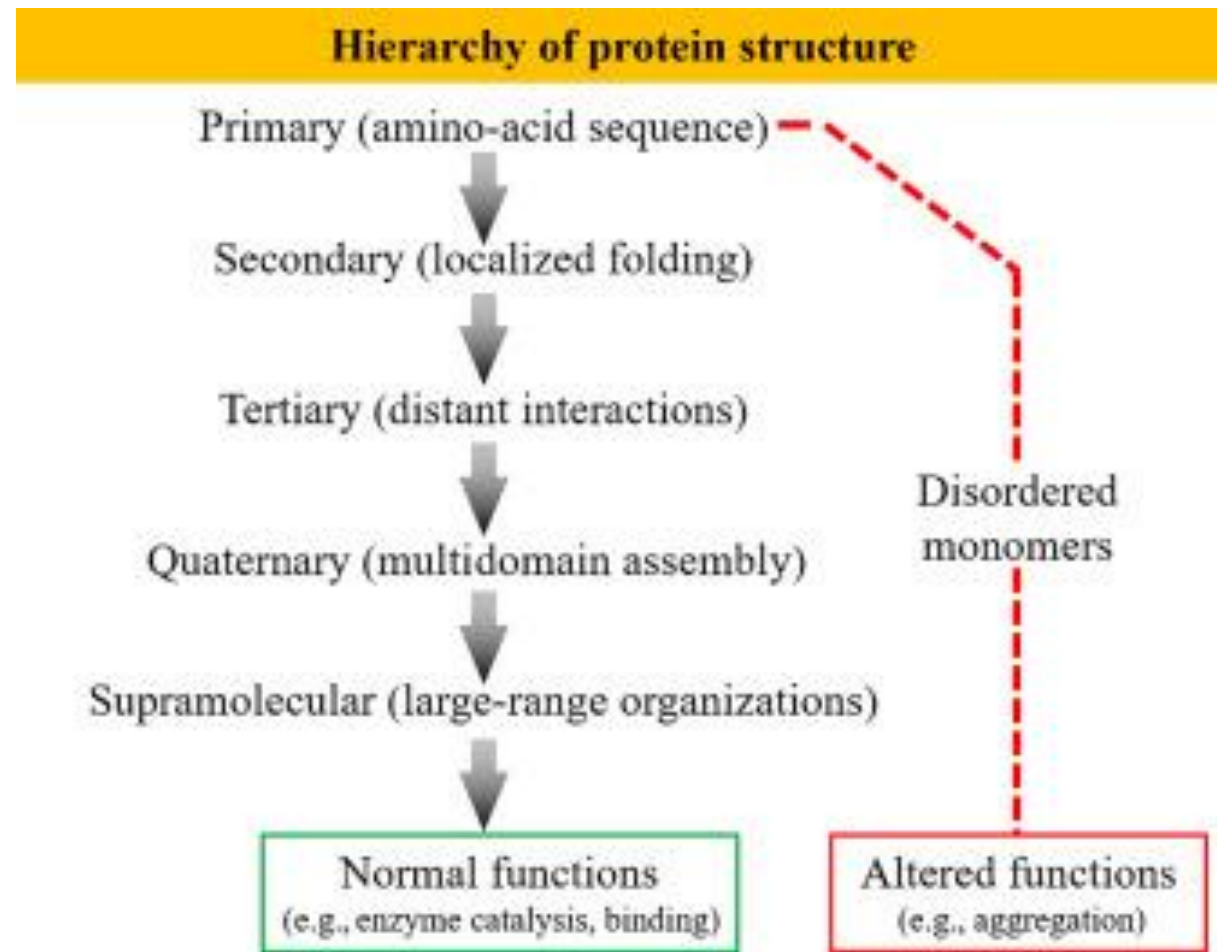 Hierarchy of protein structure
Primary (amino-acid sequence)
Secondary (localized folding)
Tertiary (distant interactions)
Quaternary (multidomain assembly)
Supramolecular (large-range organizations)
Normal functions
(e.g., enzyme catalysis, binding)
Disordered
monomers
Altered functions
(e.g., aggregation)